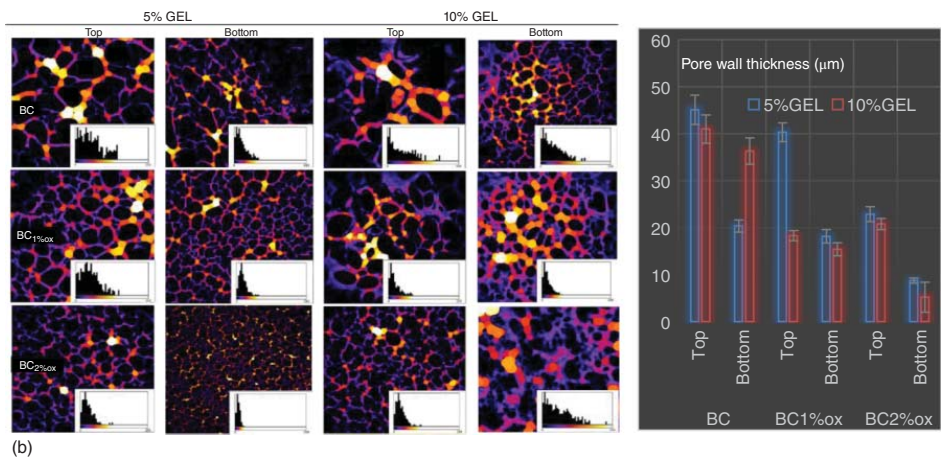 5% GEL 10% GEL
Top Bottom Top Bottom
BC
BC1%ox
BC2%ox
(b)
60
50
40
30
20
10
0
Pore wall thickness (μm)
5%GEL 10%GEL
Top Bottom Top Bottom Top Bottom
BC BC1%ox BC2%ox